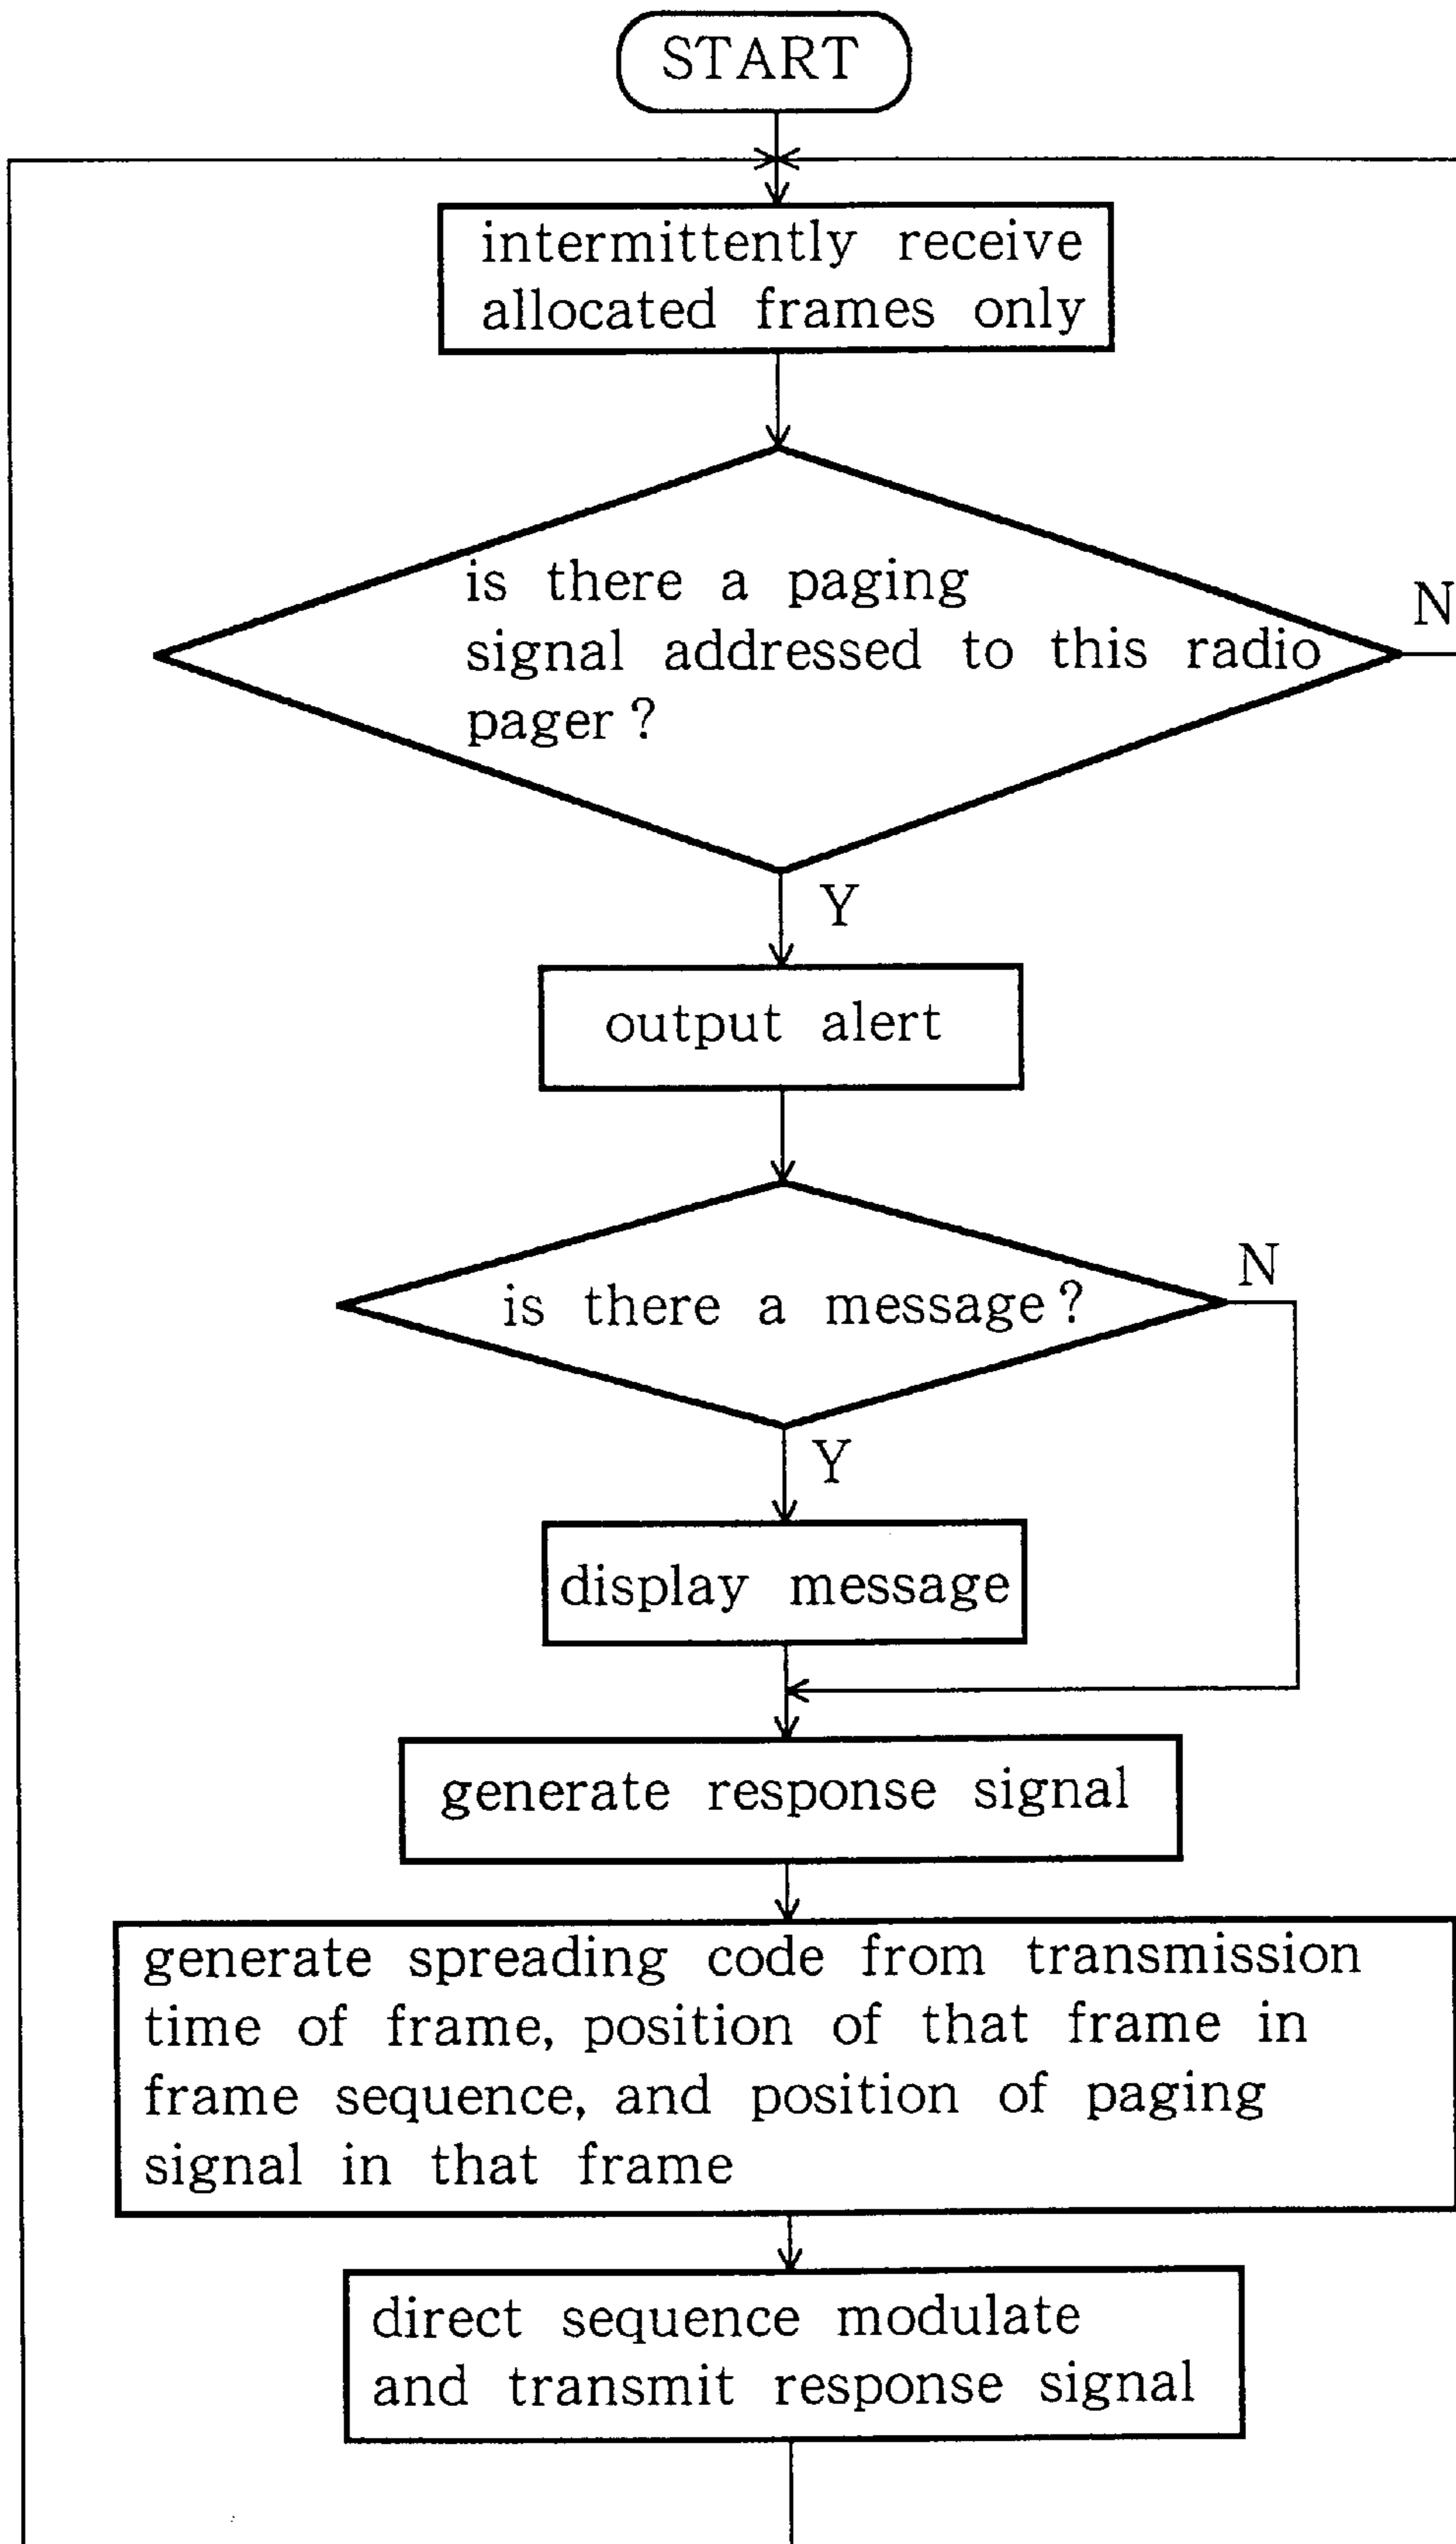 START
intermittently receive
allocated frames only
is there a paging
signal addressed to this radio
pager?
N
Y
output alert
is there a message?
N
Y
display message
generate response signal
generate spreading code from transmission
time of frame, position of that frame in
frame sequence, and position of paging
signal in that frame
direct sequence modulate
and transmit response signal